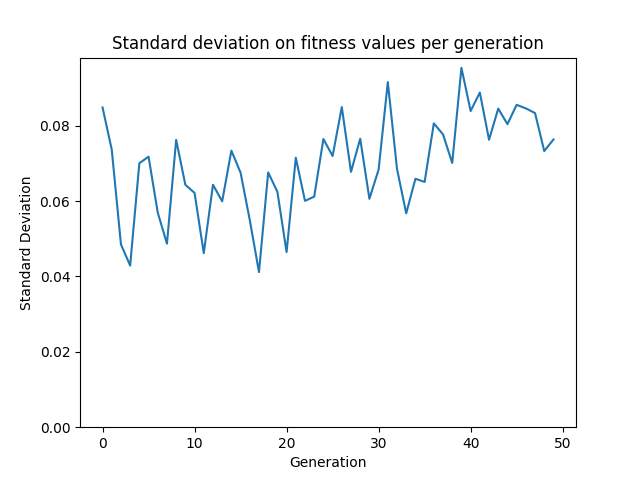 Standard deviation on fitness values per generation
Standard Deviation
0.08
0.06
0.04
0.02
0.00
0 10 20 30 40 50
Generation